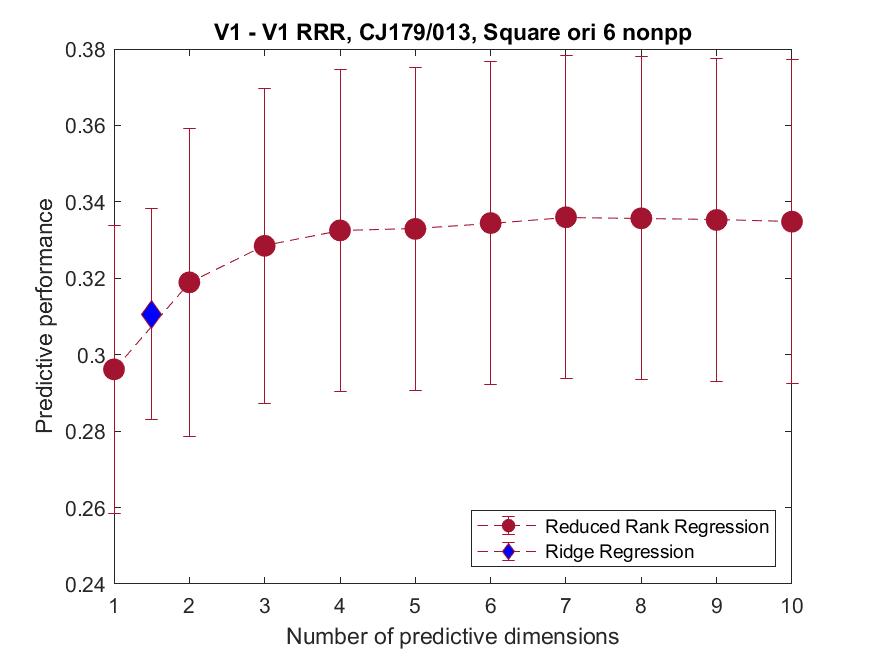 V1 - V1 RRR, CJ179/013, Square ori 6 nonpp
0.38
0.36
0.34
0.32
0.3
0.28
0.26
0.24
Predictive performance
Reduced Rank Regression
Ridge Regression
1 2 3 4 5 6 7 8 9 10
Number of predictive dimensions